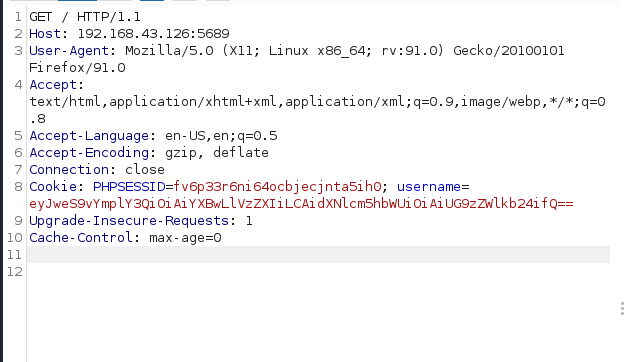 1 GET / HTTP/1.1
2 Host: 192.168.43.126:5689
3 User-Agent: Mozilla/5.0 (X11; Linux x86_64; rv:91.0) Gecko/20100101
Firefox/91.0
4 Accept:
text/html,application/xhtml+xml,application/xml;q=0.9,image/webp,*/*;q=0
.8
5 Accept-Language: en-US,en;q=0.5
6 Accept-Encoding: gzip, deflate
7 Connection: close
8 Cookie: PHPSESSID=fv6p33r6ni64ocbjecjnta5ih0; username=
eyJweS9vYmplY3QiOiAiYXBwLlVzZXIiLCAidXNlcm5hbWUiOiAiUG9zZWlkb24ifQ==
9 Upgrade-Insecure-Requests: 1
10 Cache-Control: max-age=0
11
12